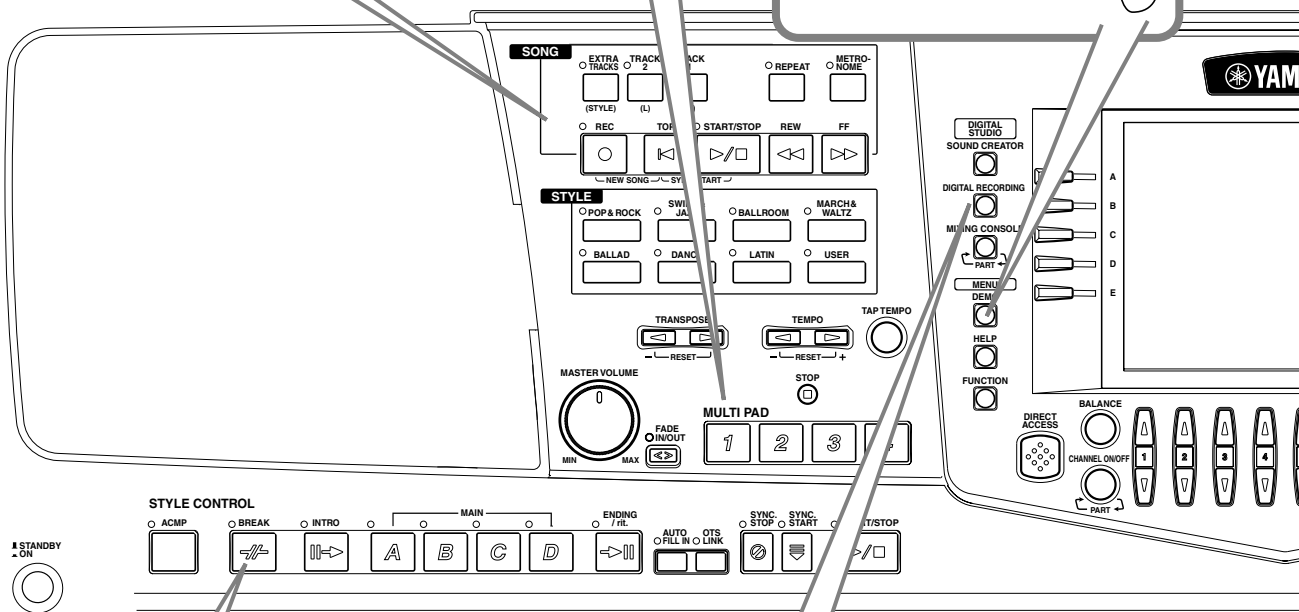 SONG
EXTRA TRACKS
TRACK 2
REPEAT
METRO-
NOME
(STYLE)
(L)
REC
START/STOP
REW
FF
NEW SONG
STYLE
POP & ROCK
BALLROOM
MARCH &
WALTZ
BALLAD
LATIN
USER
TRANSPOSE
RESET
TEMPO
RESET
TAP TEMPO
MASTER VOLUME
MIN
MAX
FADE
IN/OUT
STOP
MULTI PAD
1
2
3
STYLE CONTROL
ACMP
BREAK
INTRO
MAIN
A
B
C
D
ENDING
/ rit.
AUTO
FILL IN
OTS
LINK
SYNC.
STOP
SYNC.
START
STANDBY
ON
DIGITAL
STUDIO
SOUND CREATOR
DIGITAL RECORDING
MIXING CONSOLE
PART
MENU
HELP
FUNCTION
A
B
C
D
E
DIRECT
ACCESS
BALANCE
CHANNEL ON/OFF
PART
1
2
3
4